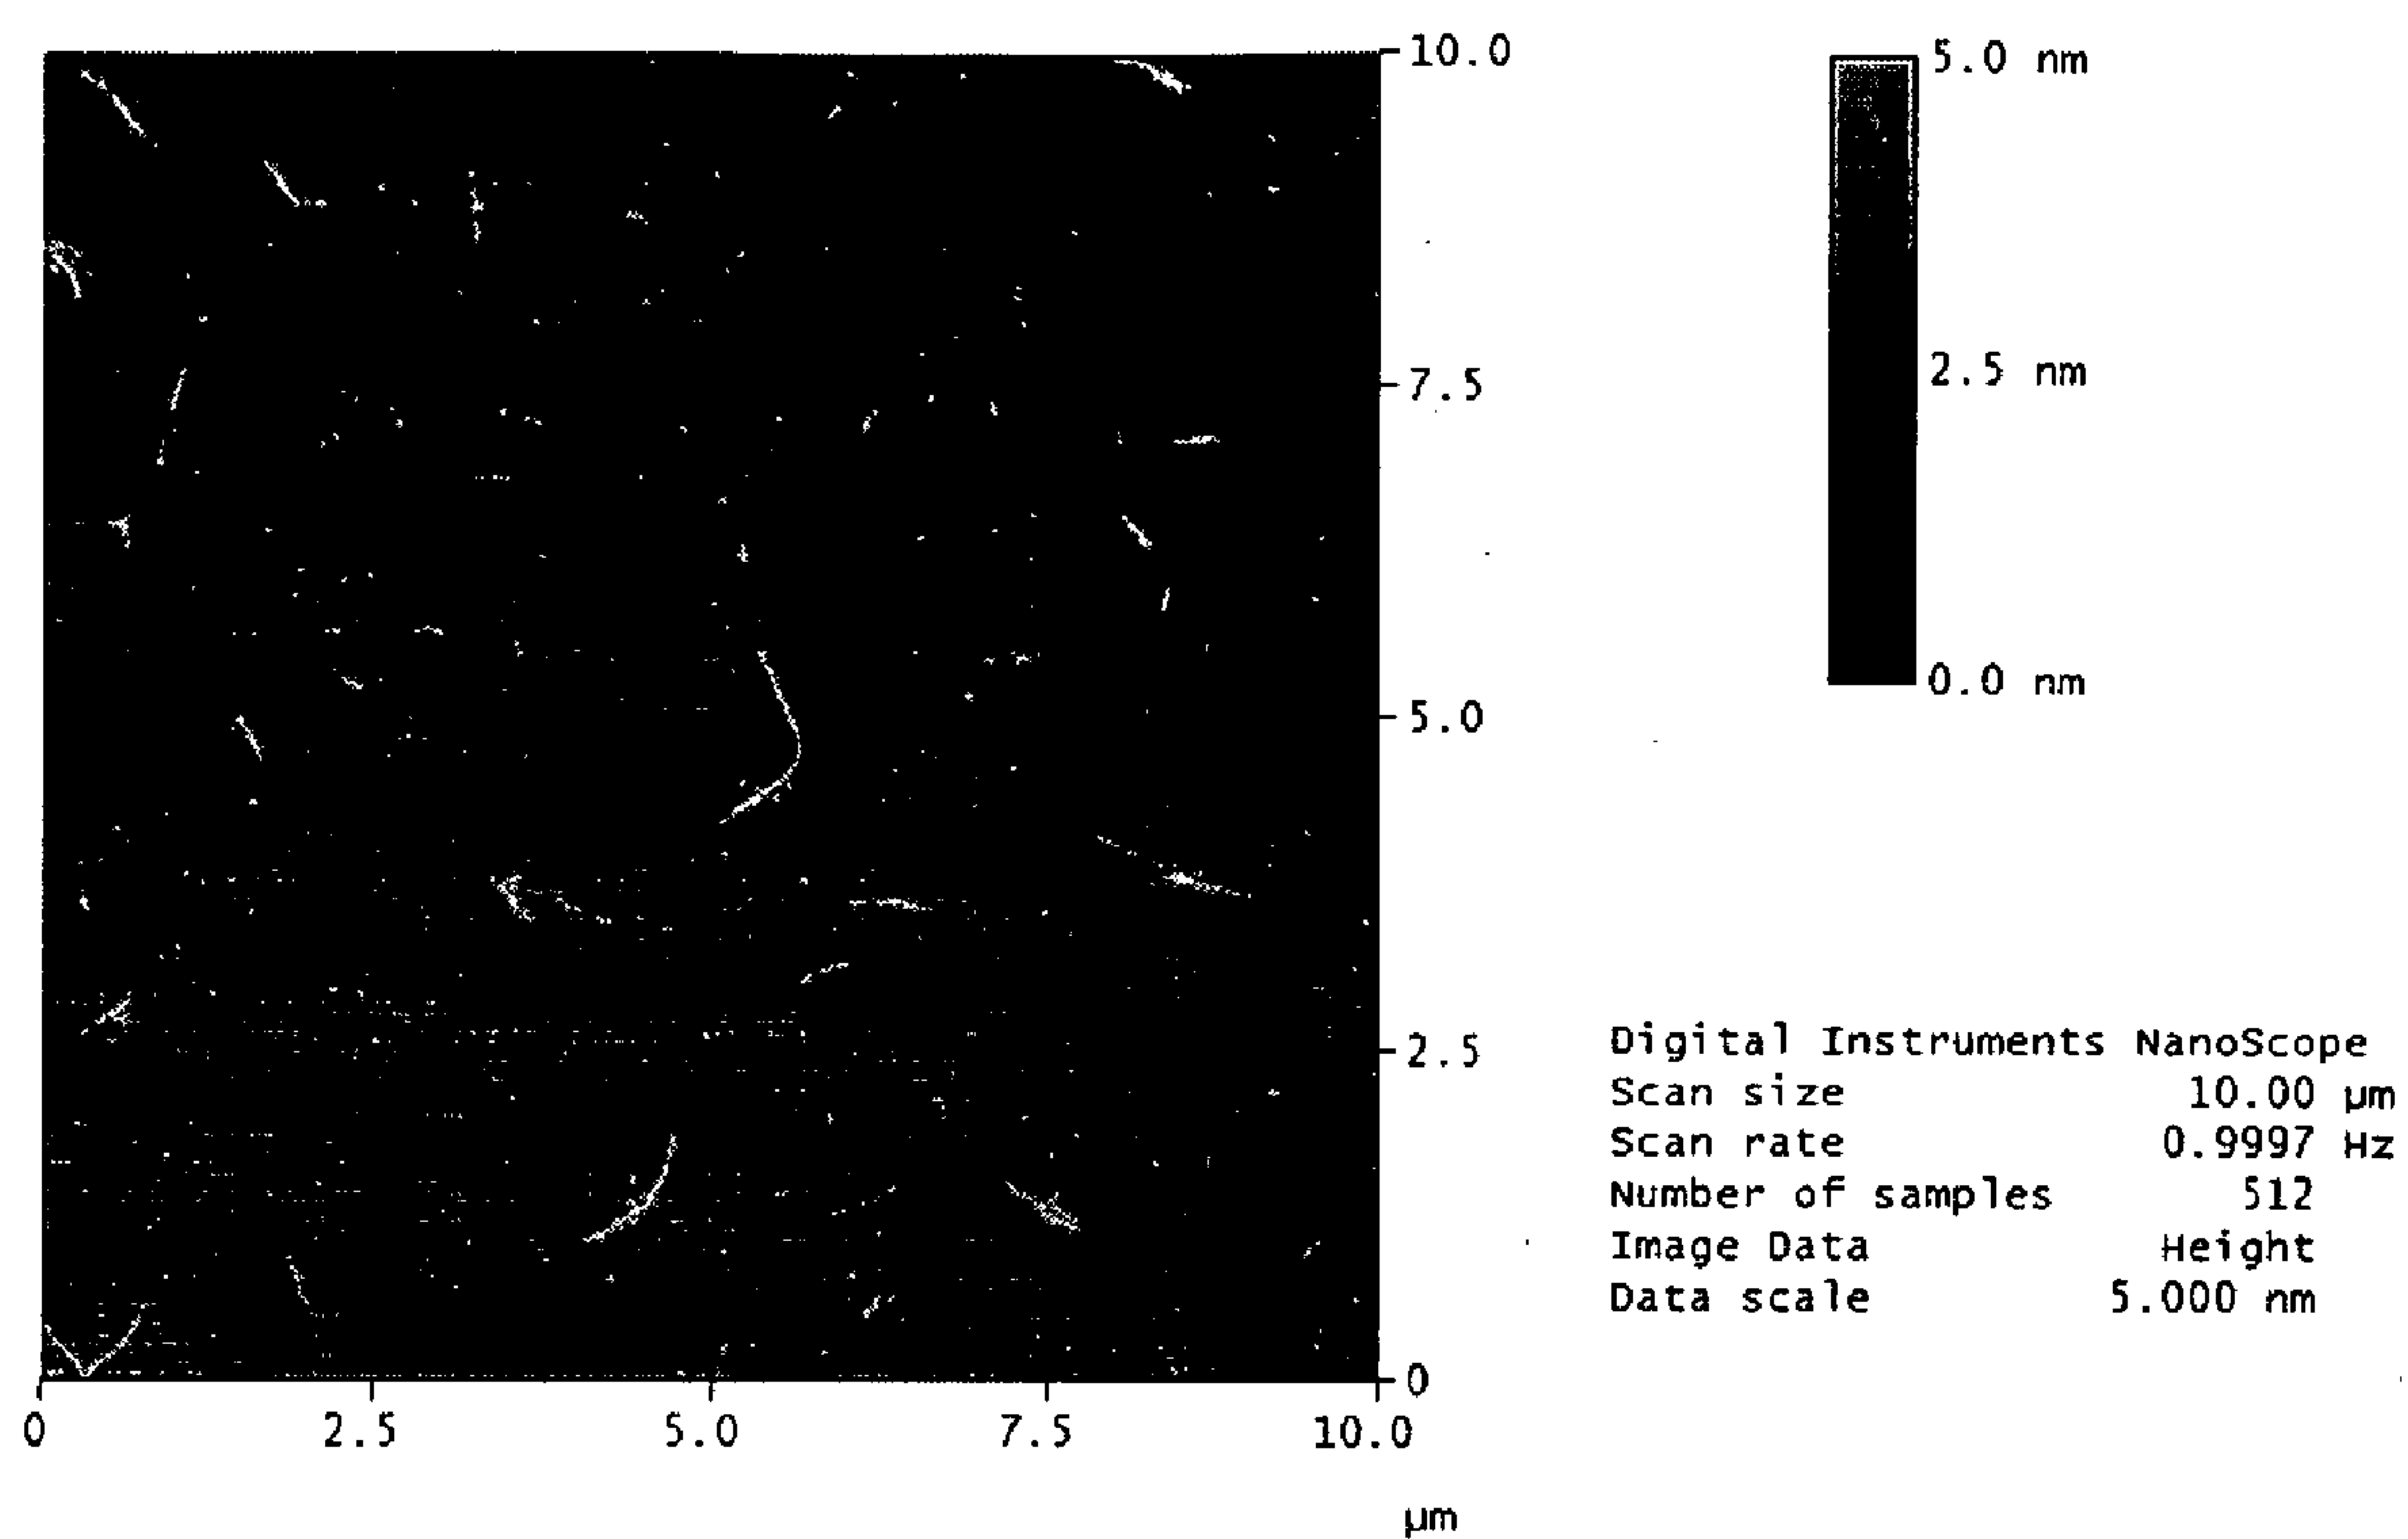 10.0
7.5
5.0
2.5
0
0 2.5 5.0 7.5 10.0
µm
5.0 nm
2.5 nm
0.0 nm
Digital Instruments NanoScope
Scan size 10.00 µm
Scan rate 0.9997 Hz
Number of samples 512
Image Data Height
Data scale 5.000 nm